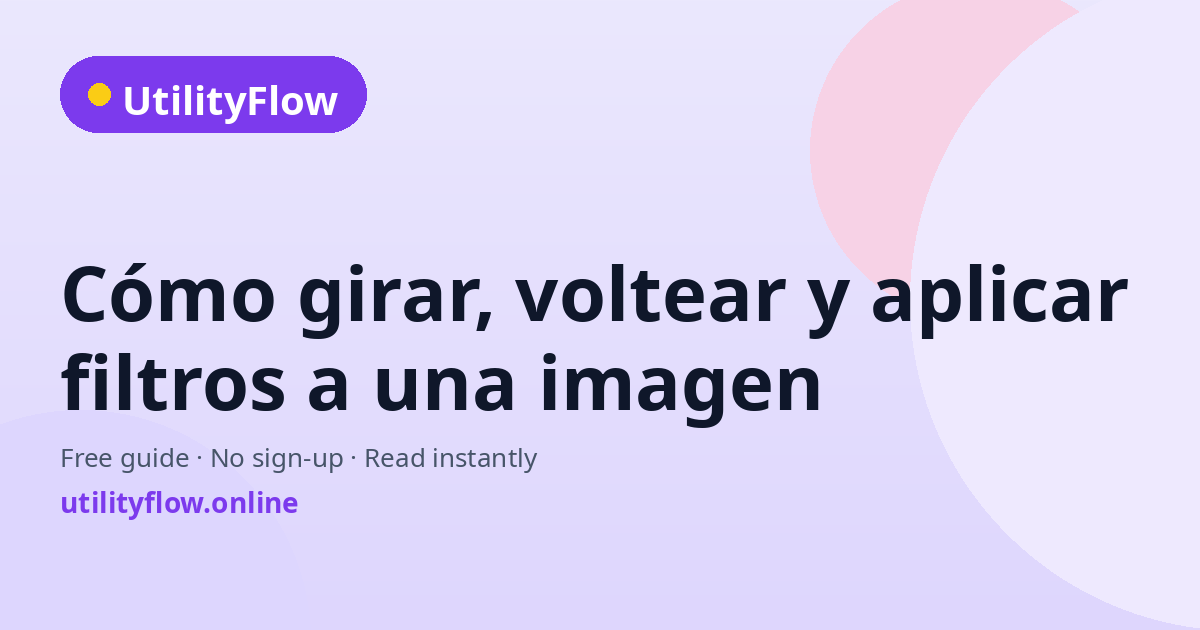 UtilityFlow
Cómo girar, voltear y aplicar
filtros a una imagen
Free guide · No sign-up · Read instantly
utilityflow.online